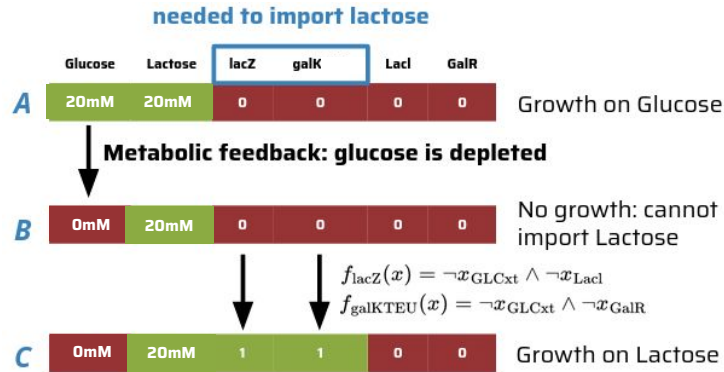 needed to import lactose
Glucose Lactose lacZ galK LacI GalR
A 20mM 20mM 0 0 0 0 Growth on Glucose
Metabolic feedback: glucose is depleted
B 0mM 20mM 0 0 0 0 No growth: cannot
import Lactose
f_lacZ(x) = ¬x_GLCxt ∧ ¬x_LacI
f_galKTEU(x) = ¬x_GLCxt ∧ ¬x_GalR
C 0mM 20mM 1 1 0 0 Growth on Lactose